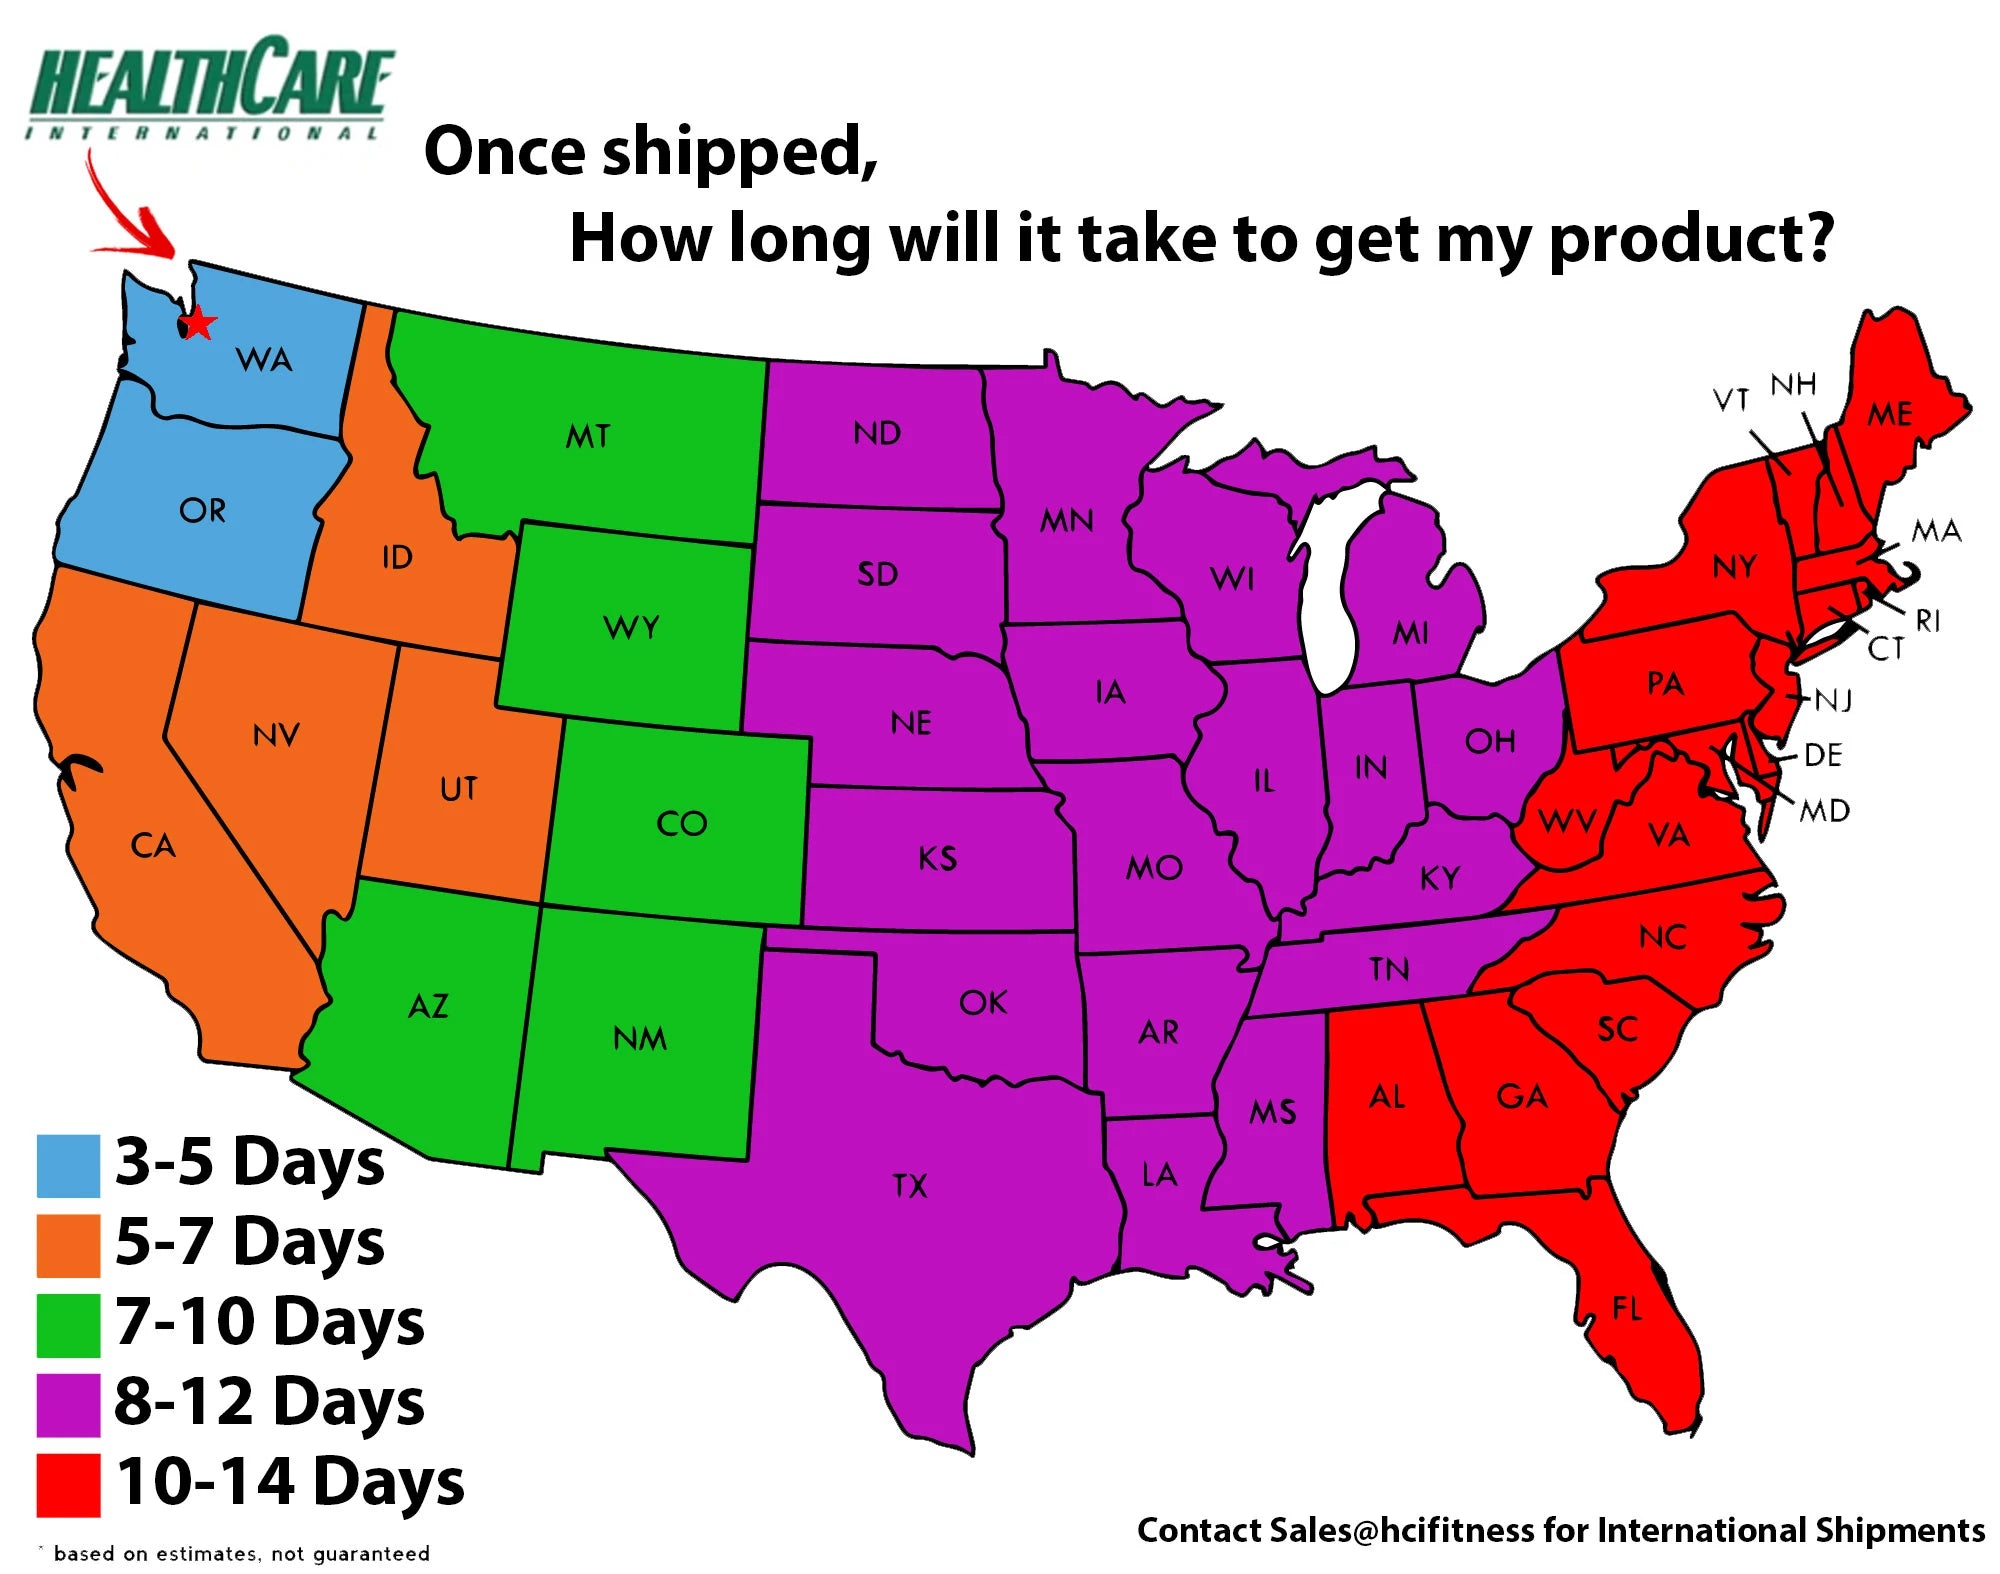 HEALTHCARE
INTERNATIONAL
Once shipped,
How long will it take to get my product?
WA
OR
CA
NV
ID
UT
MT
WY
CO
AZ
NM
ND
SD
NE
KS
OK
TX
MN
IA
MO
AR
LA
WI
IL
MS
MI
IN
OH
KY
TN
AL
GA
FL
SC
NC
VA
WV
PA
NY
VT
NH
ME
MA
RI
CT
NJ
DE
MD
3-5 Days
5-7 Days
7-10 Days
8-12 Days
10-14 Days
* based on estimates, not guaranteed
Contact Sales@hcifitness for International Shipments